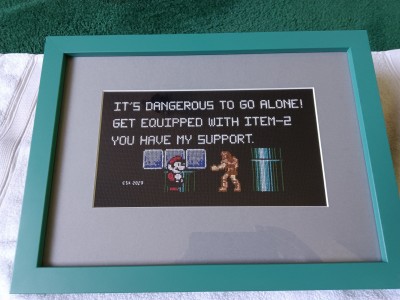 IT'S DANGEROUS TO GO ALONE!
GET EQUIPPED WITH ITEM-2
YOU HAVE MY SUPPORT.